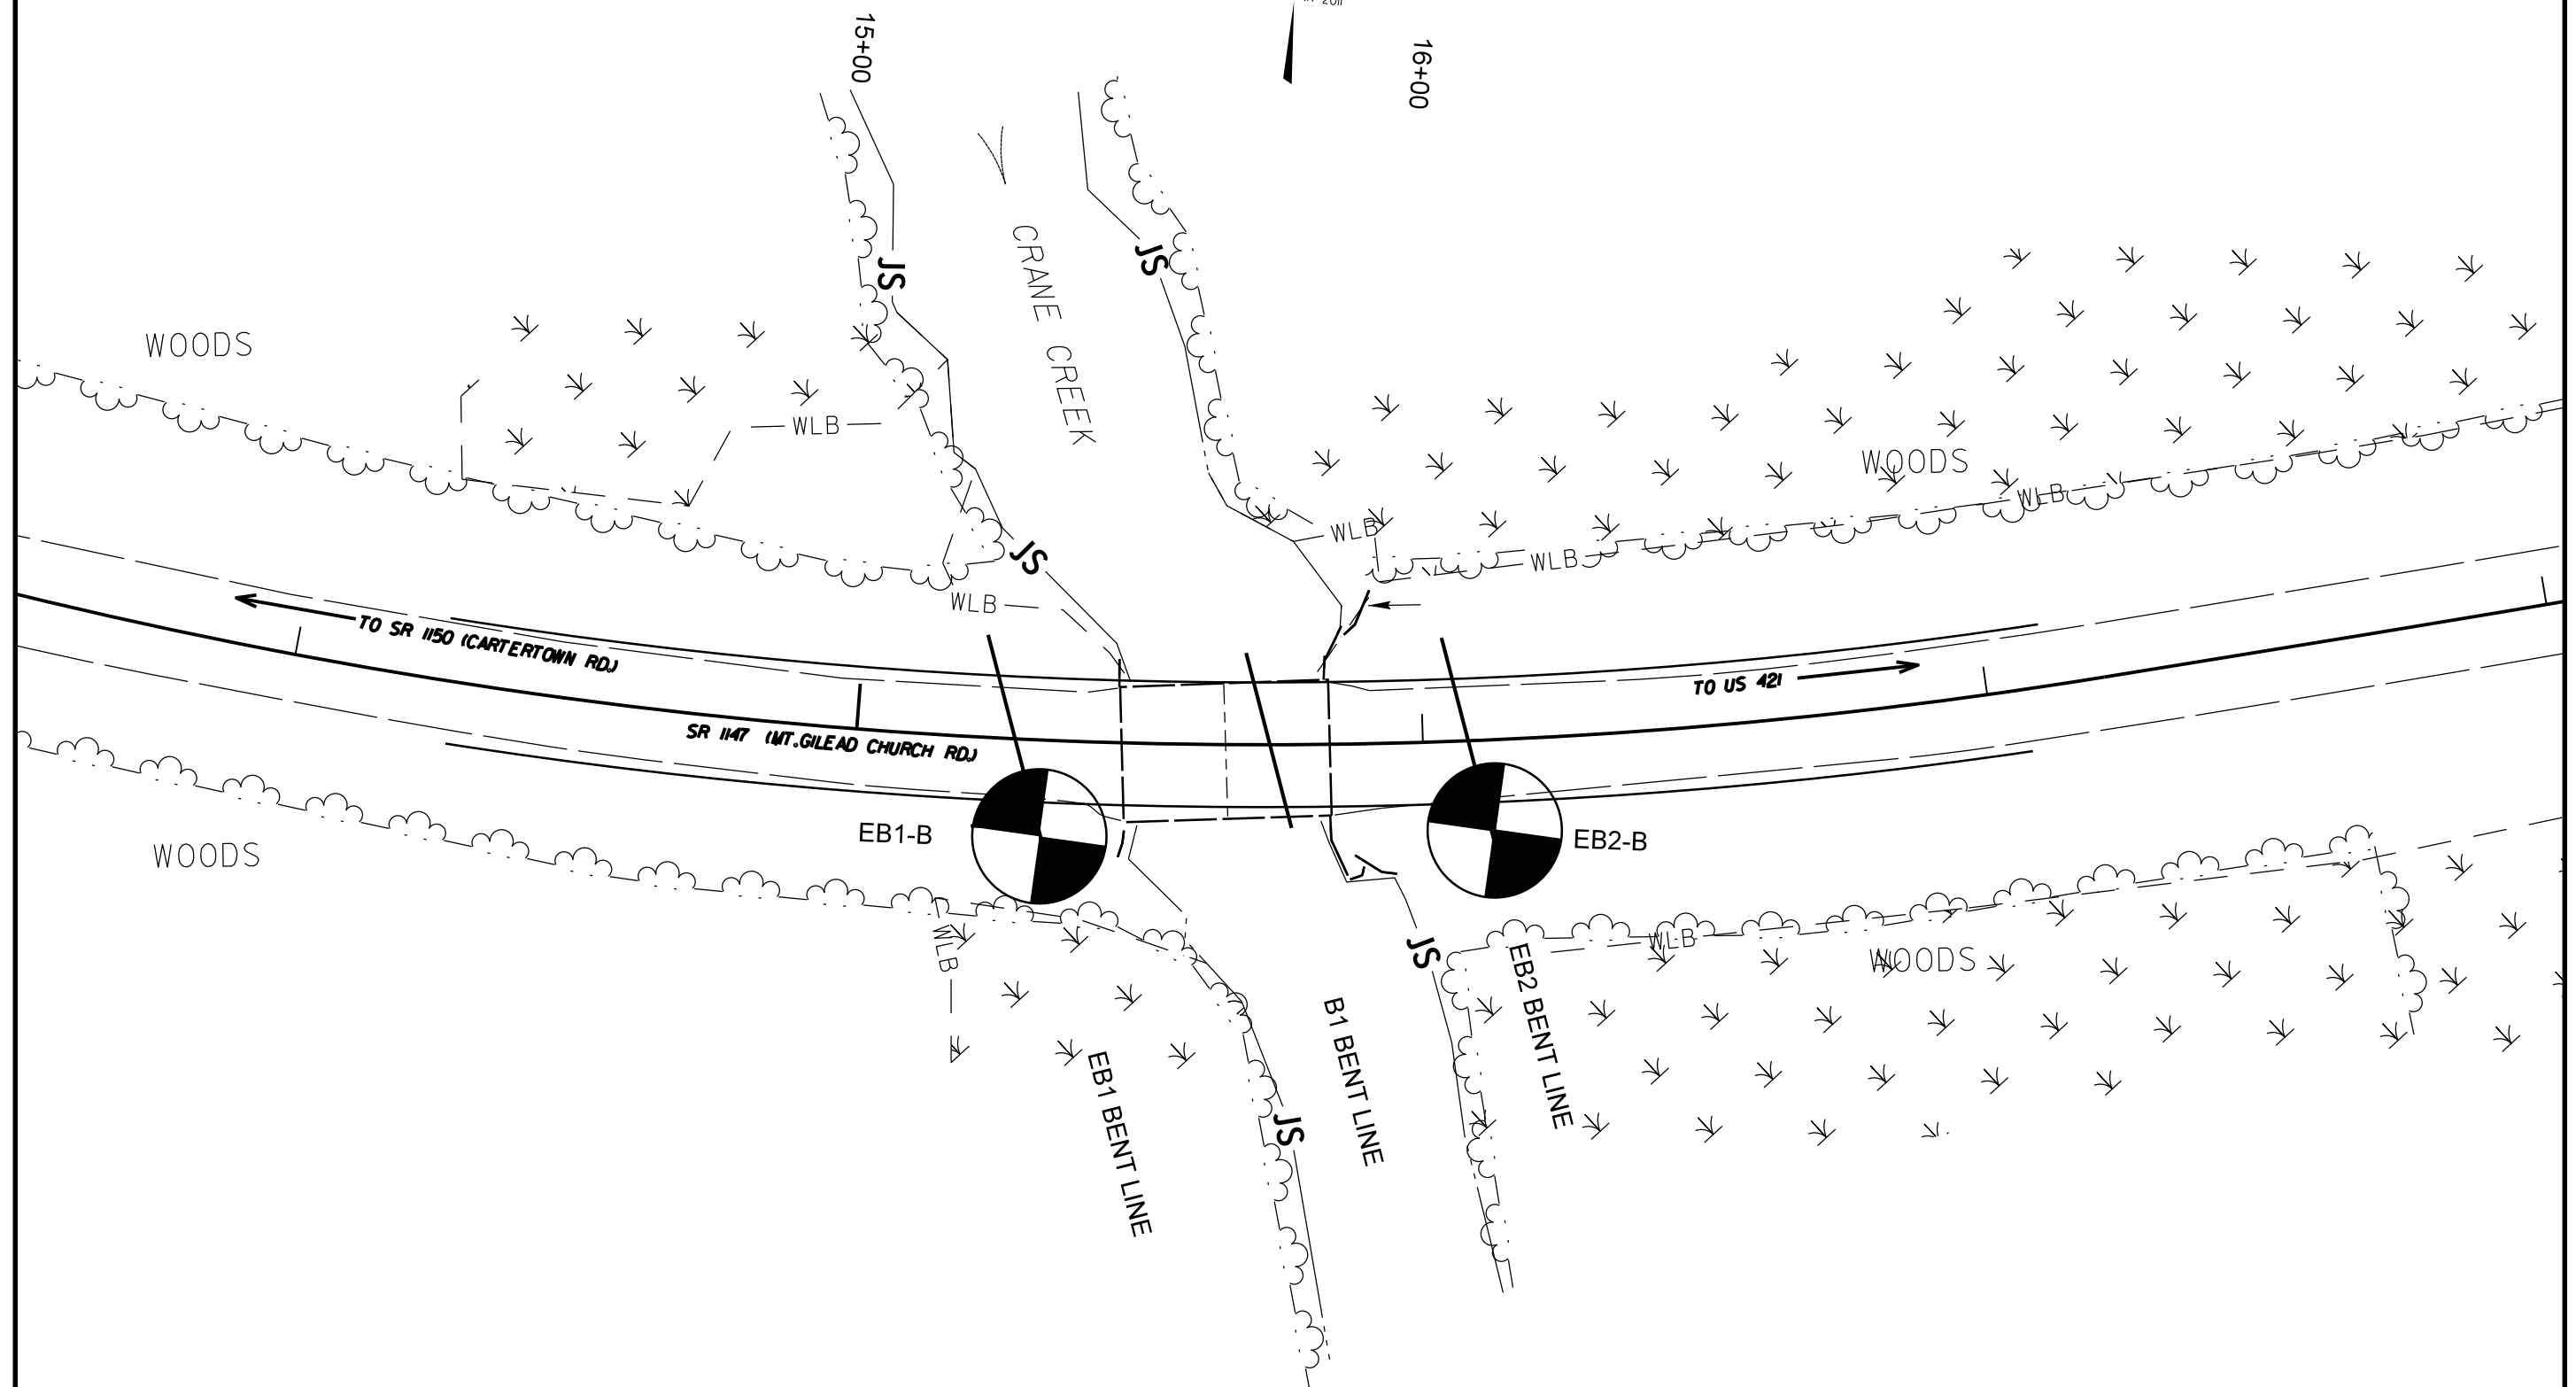 15+00
16+00
JS
JS
CRANE CREEK
WOODS
WLB
WOODS
WLB
WLB
WLB
JS
WLB
TO SR 1150 (CARTERTOWN RD.)
TO US 421
SR 1147 (MT.GILEAD CHURCH RD.)
EB1-B
EB2-B
WOODS
WLB
WLB
JS
WOODS
EB2 BENT LINE
B1 BENT LINE
EB1 BENT LINE
JS